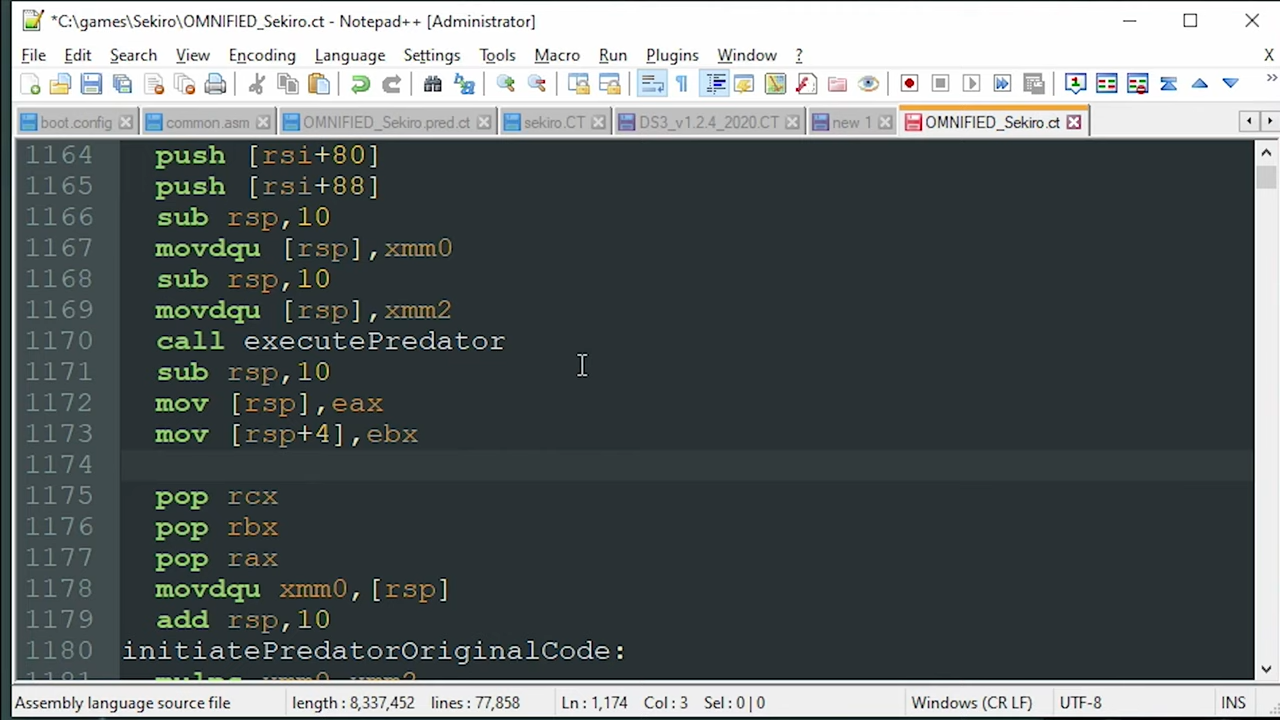 *C:\games\Sekiro\OMNIFIED_Sekiro.ct - Notepad++ [Administrator]
File Edit Search View Encoding Language Settings Tools Macro Run Plugins Window ? X
boot.config common.asm OMNIFIED_Sekiro.pred.ct sekiro.CT DS3_v1.2.4_2020.CT new 1 OMNIFIED_Sekiro.ct
1164 push [rsi+80]
1165 push [rsi+88]
1166 sub rsp,10
1167 movdqu [rsp],xmm0
1168 sub rsp,10
1169 movdqu [rsp],xmm2
1170 call executePredator
1171 sub rsp,10
1172 mov [rsp],eax
1173 mov [rsp+4],ebx
1174
1175 pop rcx
1176 pop rbx
1177 pop rax
1178 movdqu xmm0,[rsp]
1179 add rsp,10
1180 initiatePredatorOriginalCode:
1181 mulps xmm0,xmm2
Assembly language source file length : 8,337,452 lines : 77,858 Ln : 1,174 Col : 3 Sel : 0 | 0 Windows (CR LF) UTF-8 INS